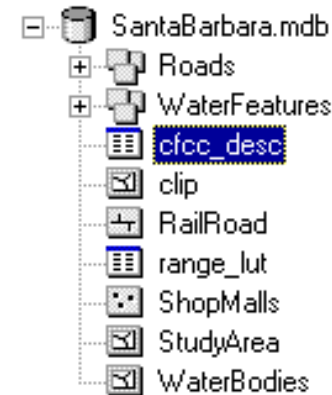 SantaBarbara.mdb
Roads
WaterFeatures
cfcc_desc
clip
RailRoad
range_lut
ShopMalls
StudyArea
WaterBodies